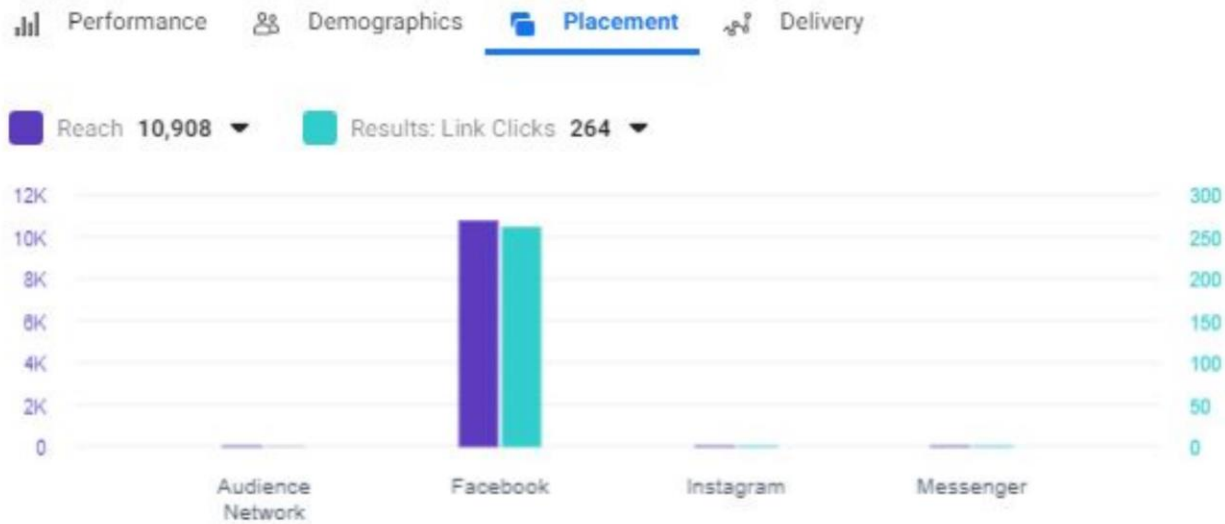 Performance Demographics Placement Delivery
Reach 10,908 Results: Link Clicks 264
12K 300
10K 250
8K 200
6K 150
4K 100
2K 50
0 0
Audience Network Facebook Instagram Messenger